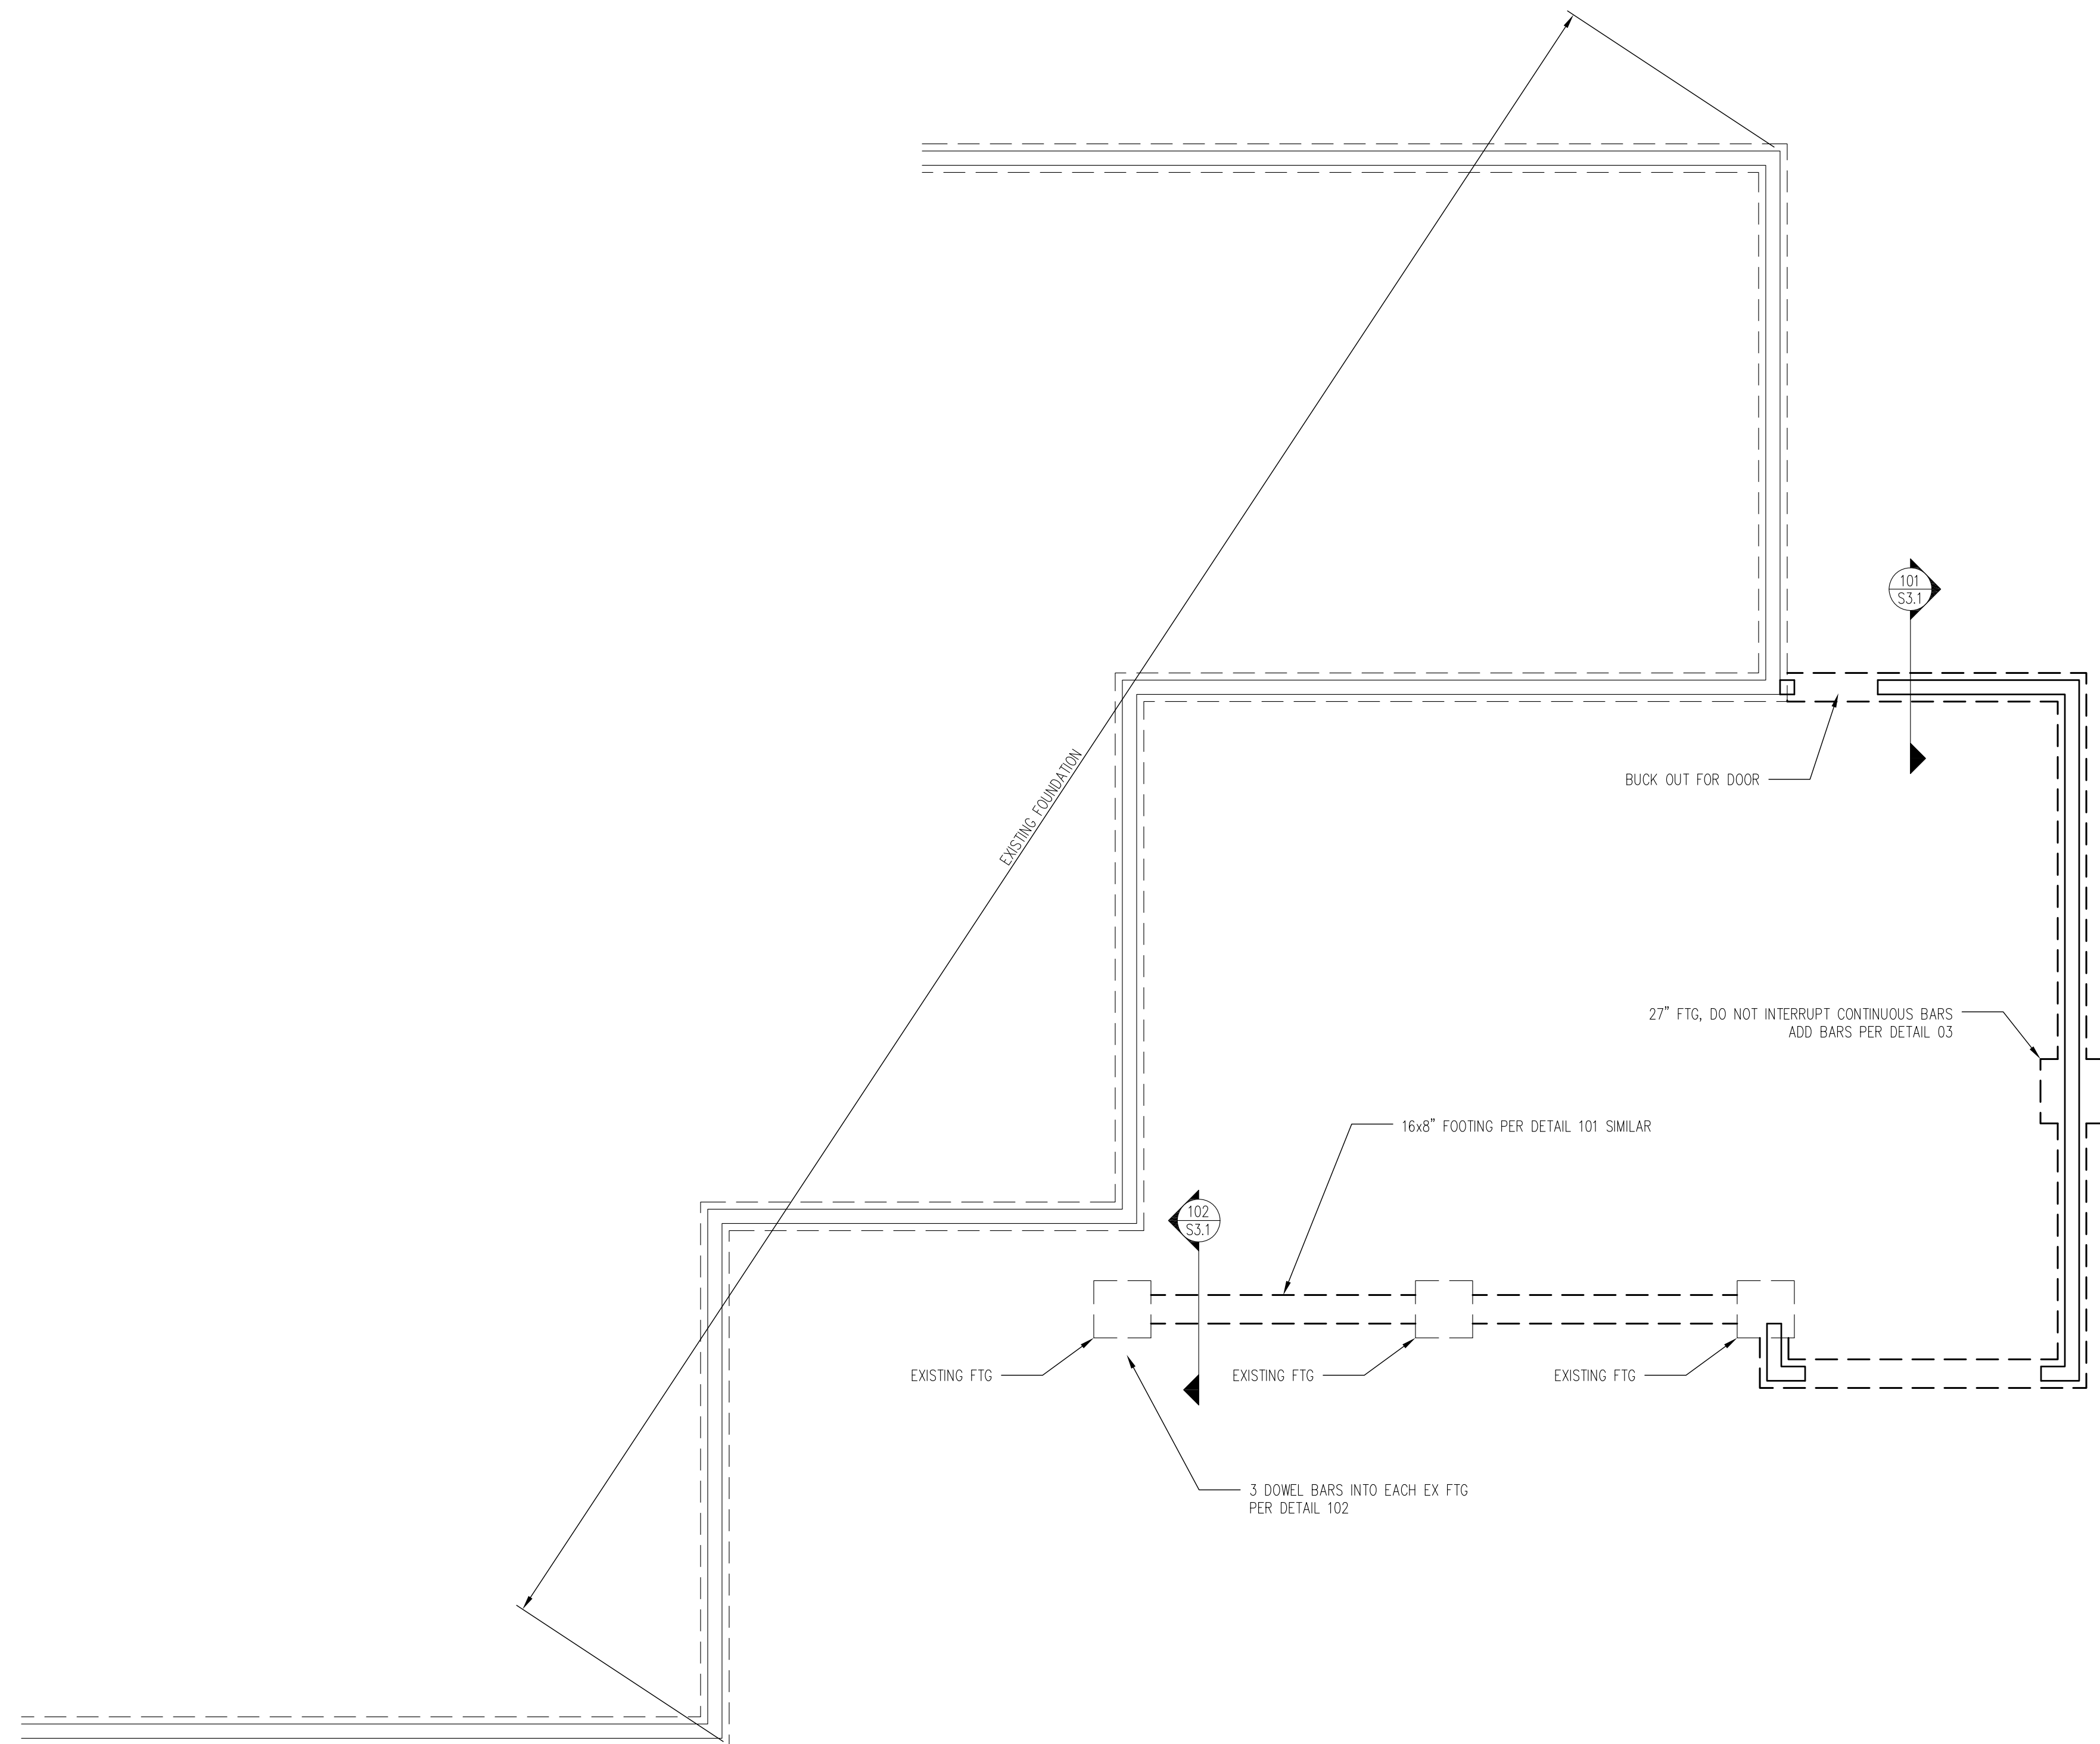 101
S3.1
EXISTING FOUNDATION
BUCK OUT FOR DOOR
27" FTG, DO NOT INTERRUPT CONTINUOUS BARS
ADD BARS PER DETAIL 03
16x8" FOOTING PER DETAIL 101 SIMILAR
102
S3.1
EXISTING FTG
EXISTING FTG
EXISTING FTG
3 DOWEL BARS INTO EACH EX FTG
PER DETAIL 102